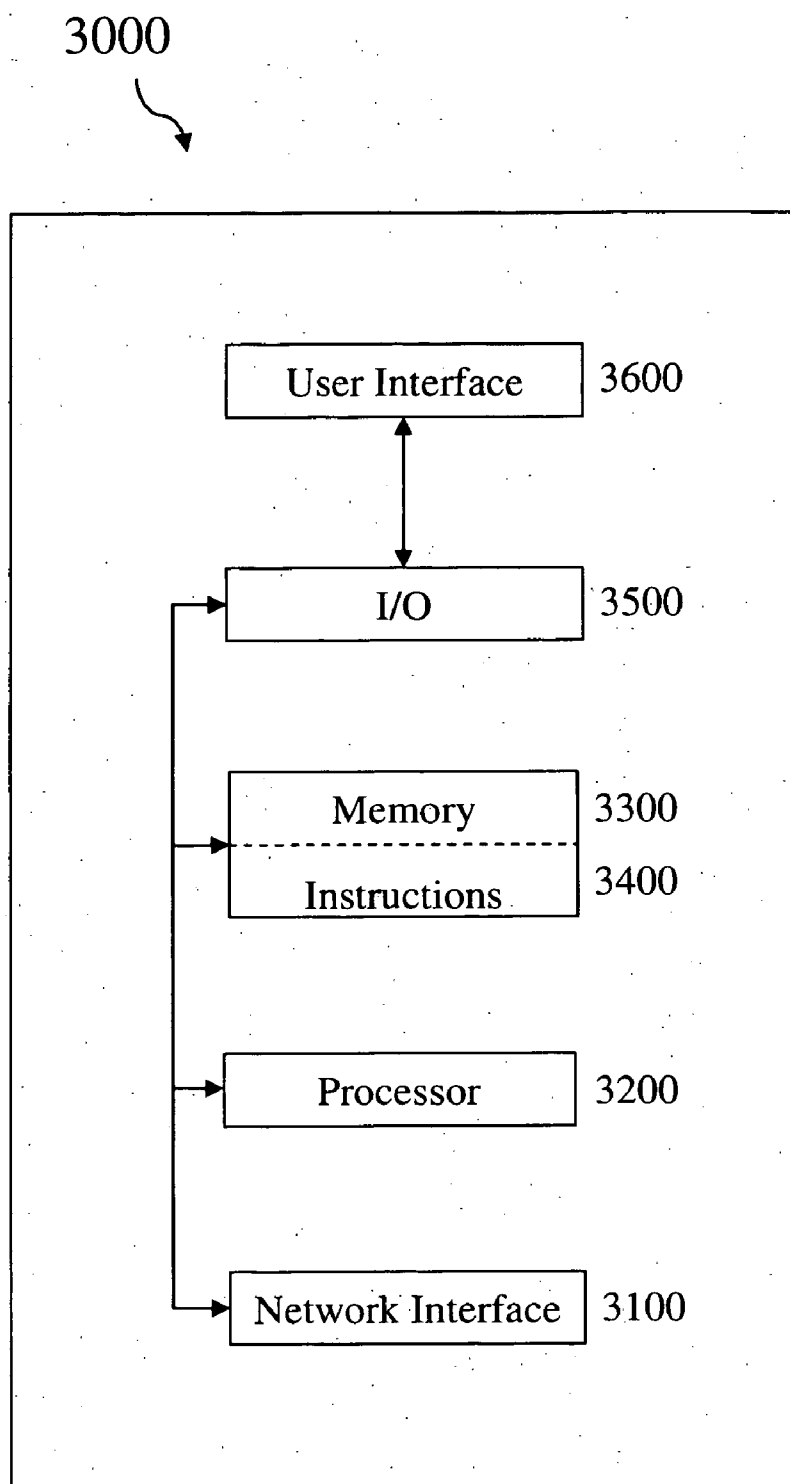 3000
User Interface 3600
I/O 3500
Memory 3300
Instructions 3400
Processor 3200
Network Interface 3100